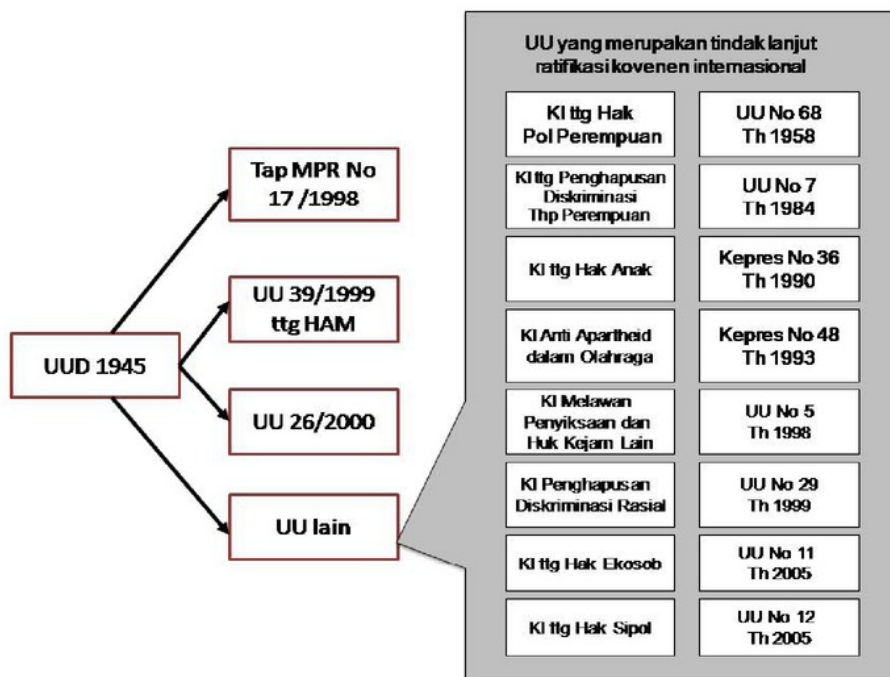 UU yang merupakan tindak lanjut
ratifikasi kovenen internasional
Tap MPR No
17 /1998
UU 39/1999
ttg HAM
UUD 1945
UU 26/2000
UU lain
KI ttg Hak
Pol Perempuan
UU No 68
Th 1958
KI ttg Penghapusan
Diskriminasi
Thp Perempuan
UU No 7
Th 1984
KI ttg Hak Anak
Kepres No 36
Th 1990
KI Anti Apartheid
dalam Olahraga
Kepres No 48
Th 1993
KI Melawan
Penyiksaan dan
Huk Kejam Lain
UU No 5
Th 1998
KI Penghapusan
Diskriminasi Rasial
UU No 29
Th 1999
KI ttg Hak Ekosob
UU No 11
Th 2005
KI ttg Hak Sipol
UU No 12
Th 2005